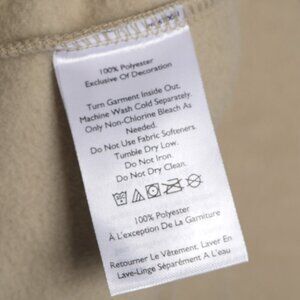 100% Polyester
Exclusive Of Decoration
Turn Garment Inside Out.
Machine Wash Cold Separately.
Only Non-Chlorine Bleach As
Needed.
Do Not Use Fabric Softeners.
Tumble Dry Low.
Do Not Iron.
Do Not Dry Clean.
100% Polyester
À L'exception De La Garniture
Retourner Le Vêtement, Laver En
Lave-Linge Séparément A L'eau